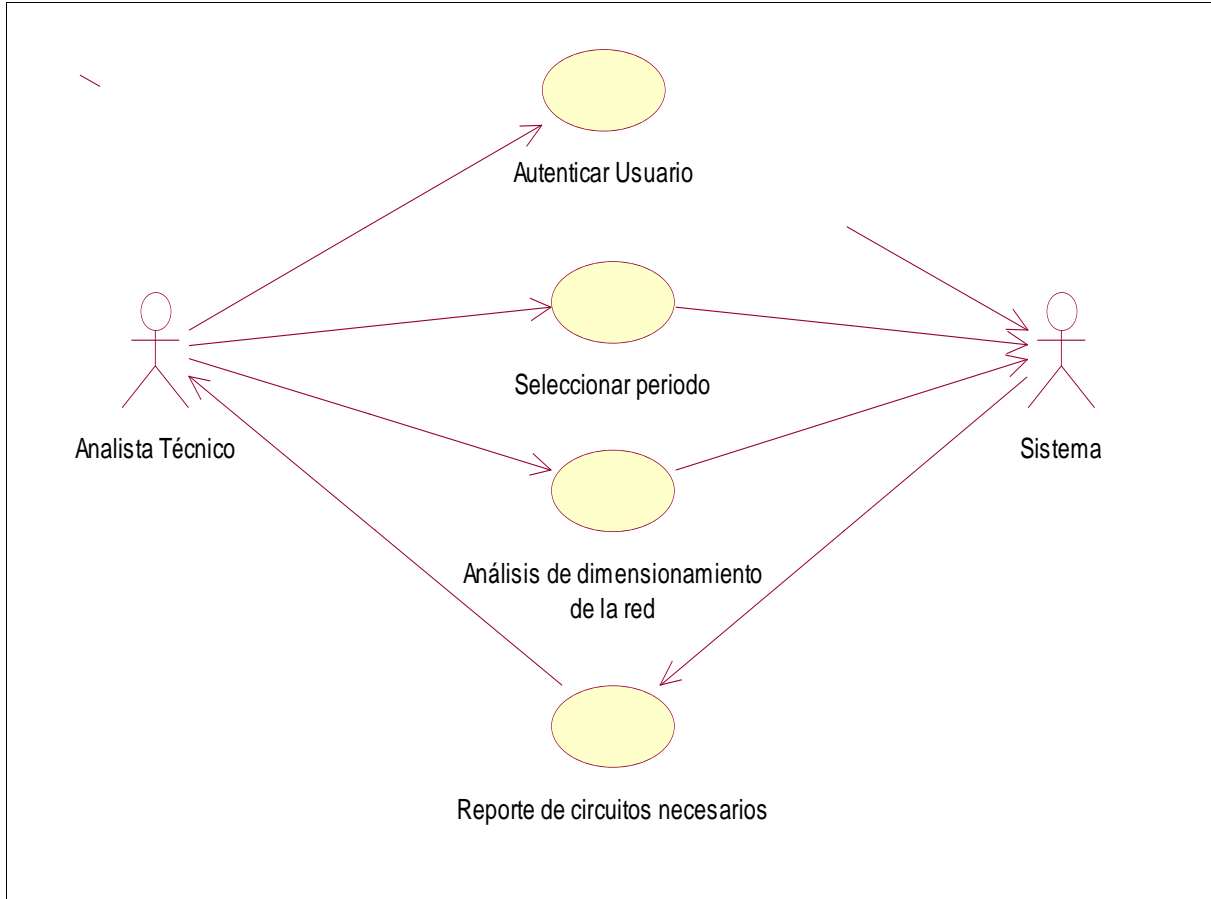 Autenticar Usuario
Seleccionar periodo
Analista Técnico
Sistema
Análisis de dimensionamiento
de la red
Reporte de circuitos necesarios